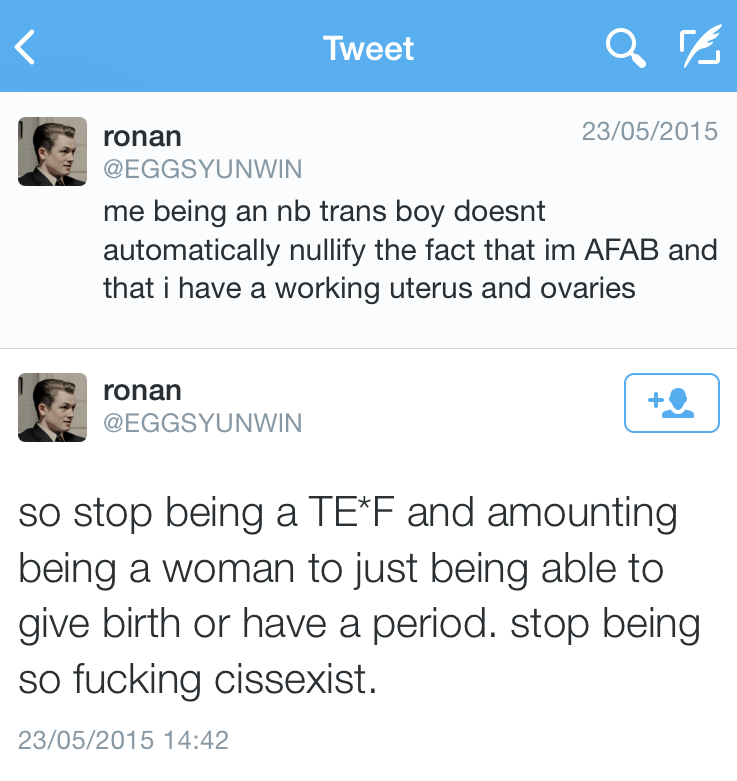 Tweet
ronan
23/05/2015
@EGGSYUNWIN
me being an nb trans boy doesnt
automatically nullify the fact that im AFAB and
that i have a working uterus and ovaries
ronan
@EGGSYUNWIN
so stop being a TE*F and amounting
being a woman to just being able to
give birth or have a period. stop being
so fucking cissexist.
23/05/2015 14:42